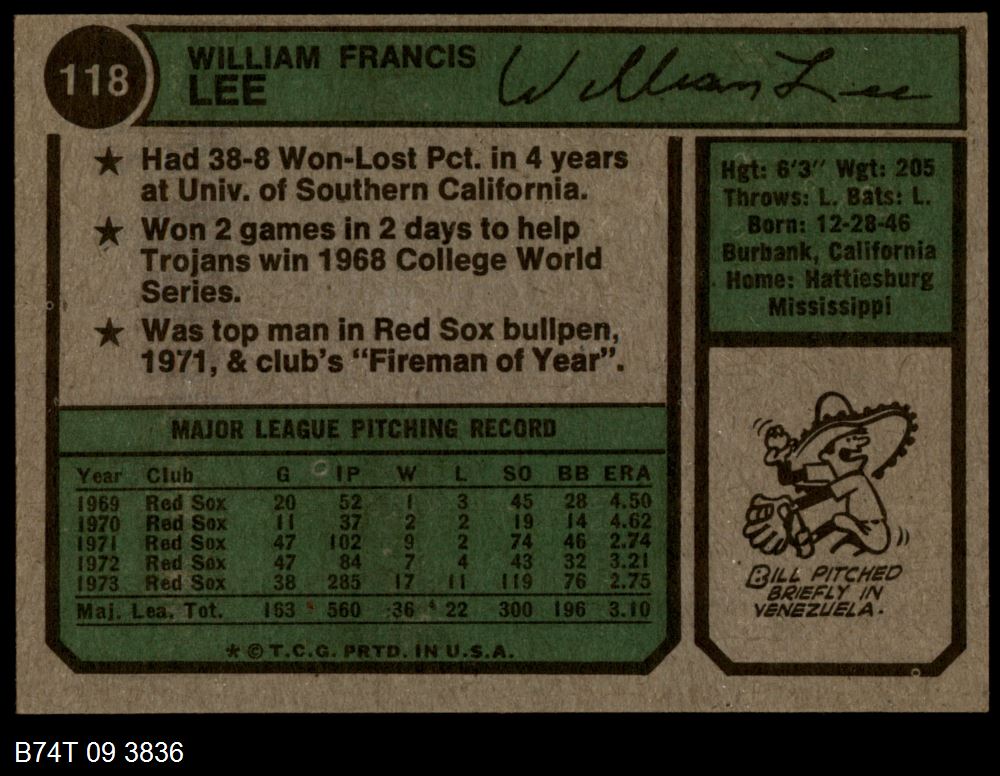 118
WILLIAM FRANCIS
LEE
William Lee
★ Had 38-8 Won-Lost Pct. in 4 years
at Univ. of Southern California.
★ Won 2 games in 2 days to help
Trojans win 1968 College World
Series.
★ Was top man in Red Sox bullpen,
1971, & club's "Fireman of Year".
Hgt: 6'3" Wgt: 205
Throws: L. Bats: L.
Born: 12-28-46
Burbank, California
Home: Hattiesburg
Mississippi
MAJOR LEAGUE PITCHING RECORD
Year Club G IP W L SO BB ERA
1969 Red Sox 20 52 1 3 45 28 4.50
1970 Red Sox 11 37 2 2 19 14 4.62
1971 Red Sox 47 102 9 2 74 46 2.74
1972 Red Sox 47 84 7 4 43 32 3.21
1973 Red Sox 38 285 17 11 119 76 2.75
Maj. Lea. Tot. 163 560 36 22 300 196 3.10
* © T.C.G. PRTD. IN U.S.A.
BILL PITCHED
BRIEFLY IN
VENEZUELA.
B74T 09 3836